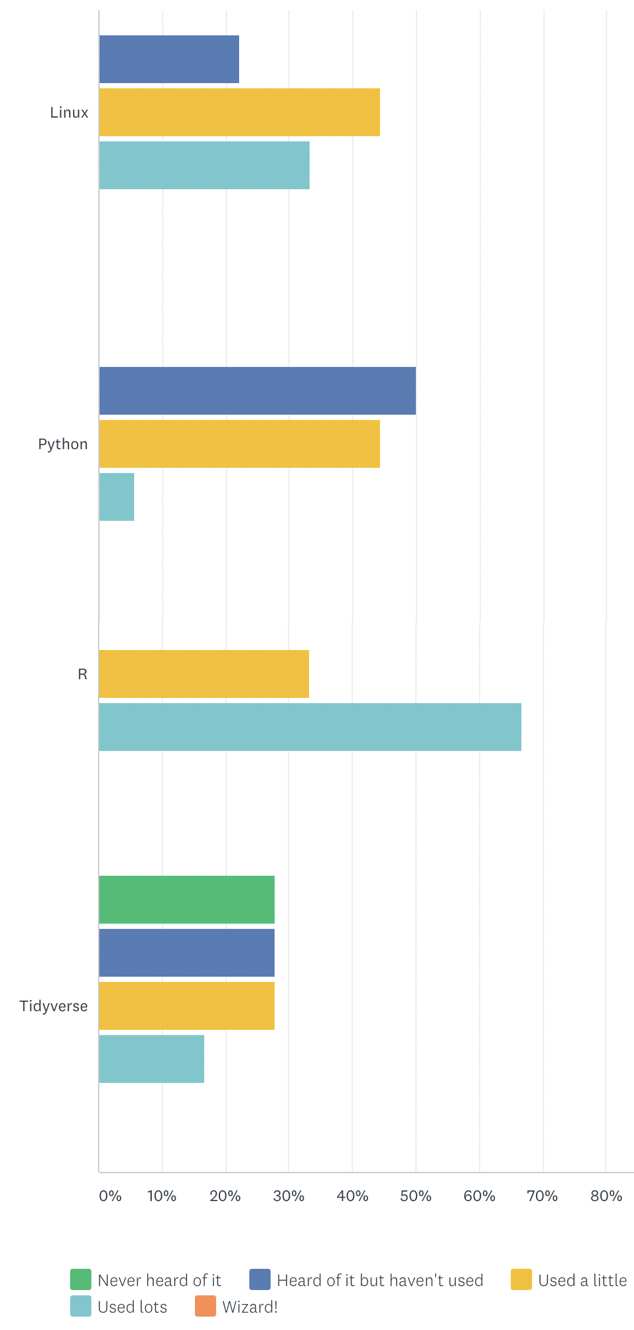 Linux
Python
R
Tidyverse
0% 10% 20% 30% 40% 50% 60% 70% 80%
Never heard of it Heard of it but haven't used Used a little
Used lots Wizard!